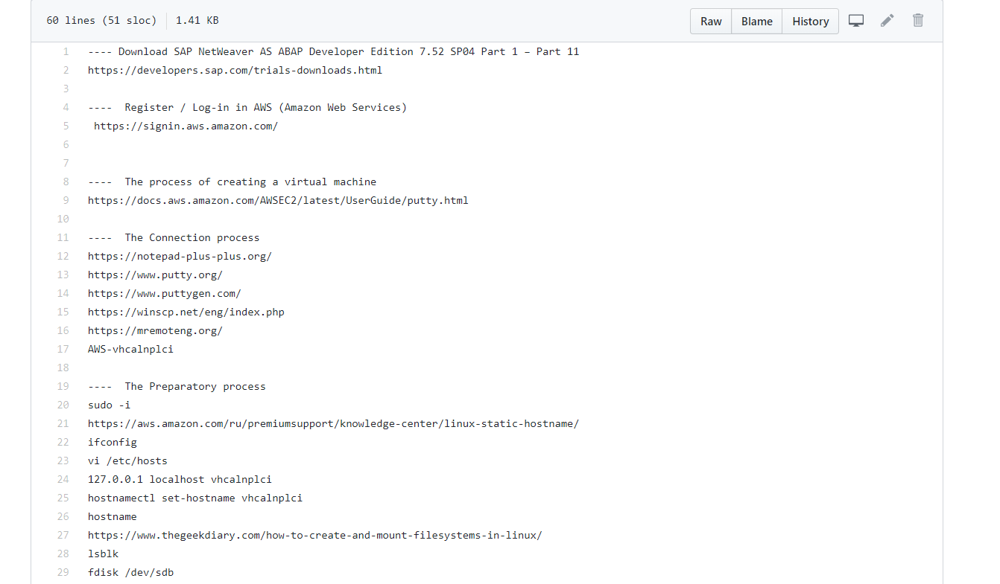 60 lines (51 sloc) 1.41 KB Raw Blame History
1 ---- Download SAP NetWeaver AS ABAP Developer Edition 7.52 SP04 Part 1 – Part 11
2 https://developers.sap.com/trials-downloads.html
3
4 ----  Register / Log-in in AWS (Amazon Web Services)
5  https://signin.aws.amazon.com/
6
7
8 ----  The process of creating a virtual machine
9 https://docs.aws.amazon.com/AWSEC2/latest/UserGuide/putty.html
10
11 ----  The Connection process
12 https://notepad-plus-plus.org/
13 https://www.putty.org/
14 https://www.puttygen.com/
15 https://winscp.net/eng/index.php
16 https://mremoteng.org/
17 AWS-vhcalnplci
18
19 ----  The Preparatory process
20 sudo -i
21 https://aws.amazon.com/ru/premiumsupport/knowledge-center/linux-static-hostname/
22 ifconfig
23 vi /etc/hosts
24 127.0.0.1 localhost vhcalnplci
25 hostnamectl set-hostname vhcalnplci
26 hostname
27 https://www.thegeekdiary.com/how-to-create-and-mount-filesystems-in-linux/
28 lsblk
29 fdisk /dev/sdb